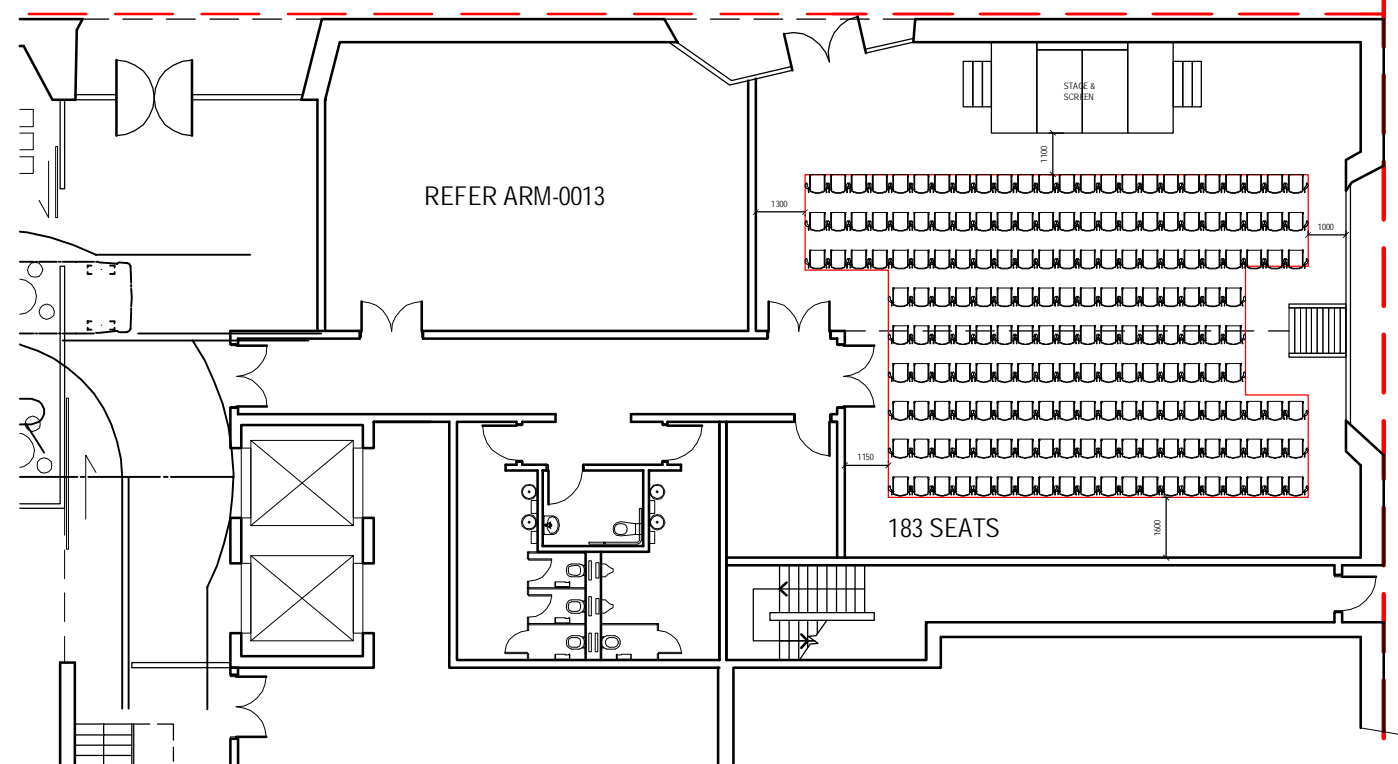 STAGE &
SCREEN
1100
REFER ARM-0013
1300
1000
1150
183 SEATS
1600